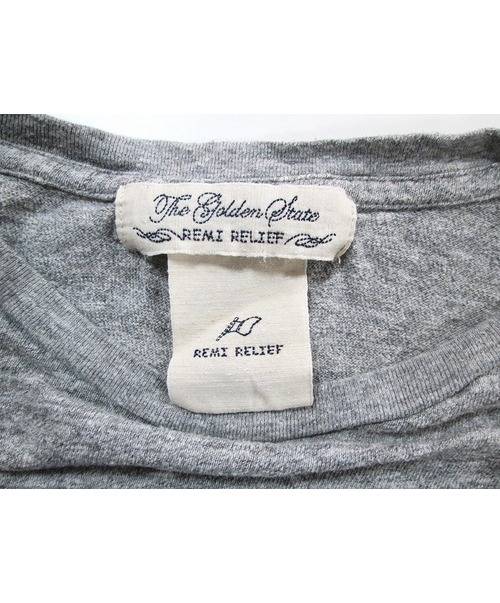 The Golden State
REMI RELIEF
REMI RELIEF